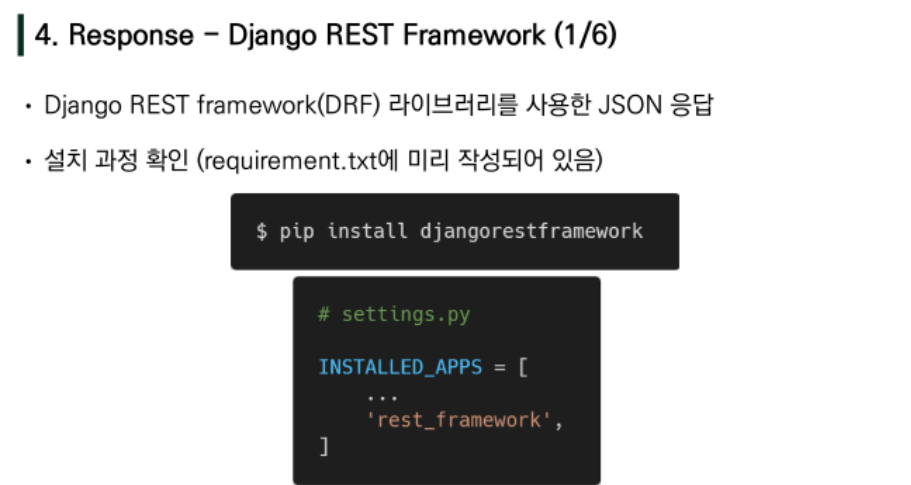 4. Response – Django REST Framework (1/6)
• Django REST framework(DRF) 라이브러리를 사용한 JSON 응답
• 설치 과정 확인 (requirement.txt에 미리 작성되어 있음)
$ pip install djangorestframework
# settings.py
INSTALLED_APPS = [
    ...
    'rest_framework',
]